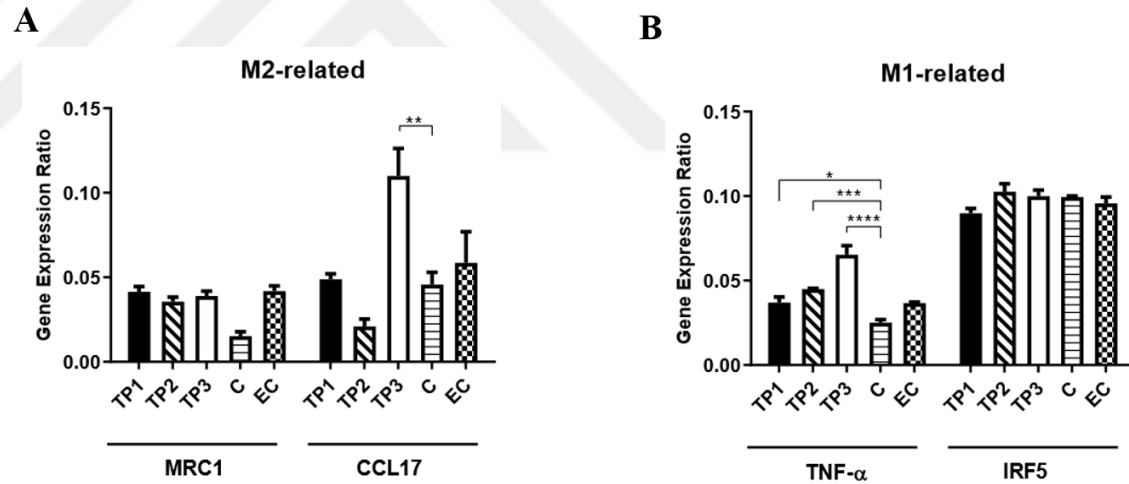 A
M2-related
Gene Expression Ratio
0.15
0.10
0.05
0.00
**
TP1 TP2 TP3 C EC TP1 TP2 TP3 C EC
MRC1 CCL17
B
M1-related
Gene Expression Ratio
0.15
0.10
0.05
0.00
*
***
****
TP1 TP2 TP3 C EC TP1 TP2 TP3 C EC
TNF-α IRF5